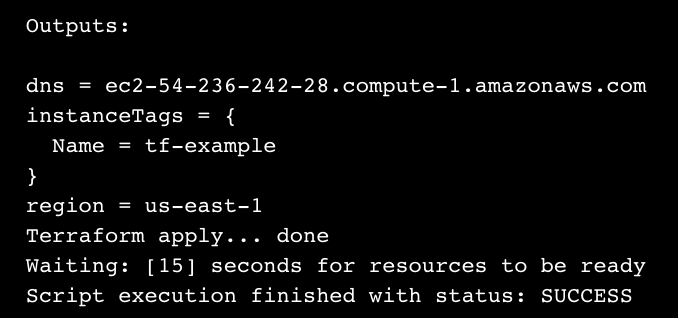 Outputs:
dns = ec2-54-236-242-28.compute-1.amazonaws.com
instanceTags = {
  Name = tf-example
}
region = us-east-1
Terraform apply... done
Waiting: [15] seconds for resources to be ready
Script execution finished with status: SUCCESS